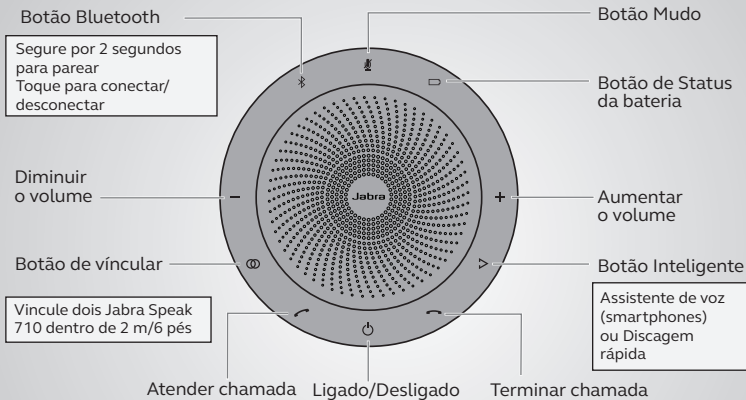 Botão Bluetooth
Segure por 2 segundos
para parear
Toque para conectar/
desconectar
Botão Mudo
Botão de Status
da bateria
Diminuir
o volume
Jabra
Aumentar
o volume
Botão de víncular
Botão Inteligente
Vincule dois Jabra Speak
710 dentro de 2 m/6 pés
Assistente de voz
(smartphones)
ou Discagem
rápida
Atender chamada
Ligado/Desligado
Terminar chamada